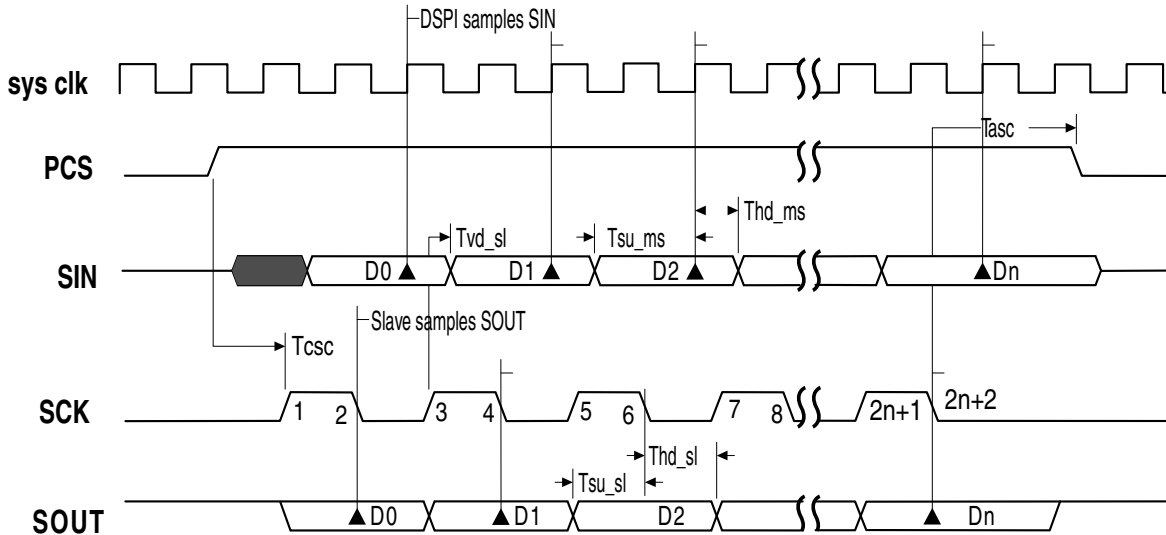 DSPI samples SIN
sys clk
Tasc
PCS
Thd_ms
Tvd_sl
Tsu_ms
SIN
D0
D1
D2
Dn
Slave samples SOUT
Tcsc
SCK
1
2
3
4
5
6
7
8
2n+1
2n+2
Thd_sl
Tsu_sl
SOUT
D0
D1
D2
Dn